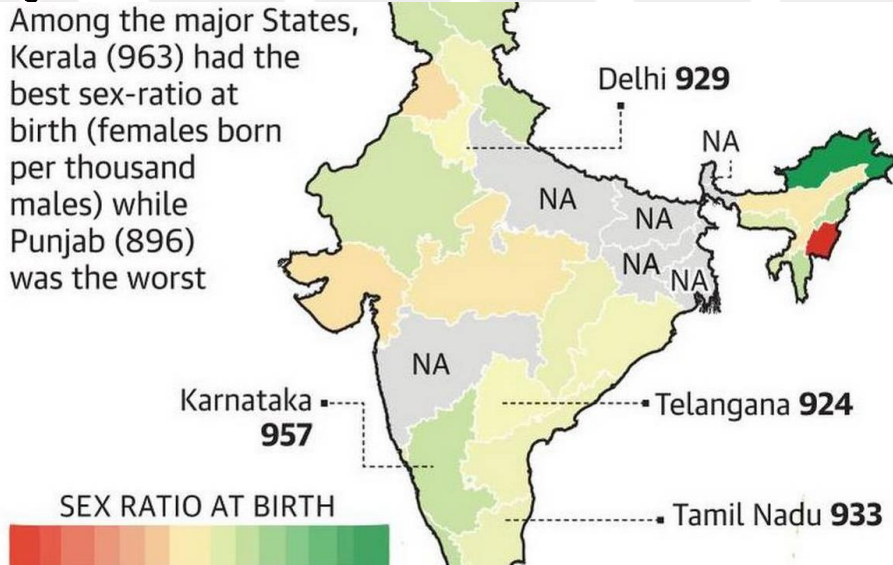 Among the major States,
Kerala (963) had the
best sex-ratio at
birth (females born
per thousand
males) while
Punjab (896)
was the worst
Delhi 929
NA
NA
NA
NA
NA
NA
Karnataka
957
Telangana 924
SEX RATIO AT BIRTH
Tamil Nadu 933